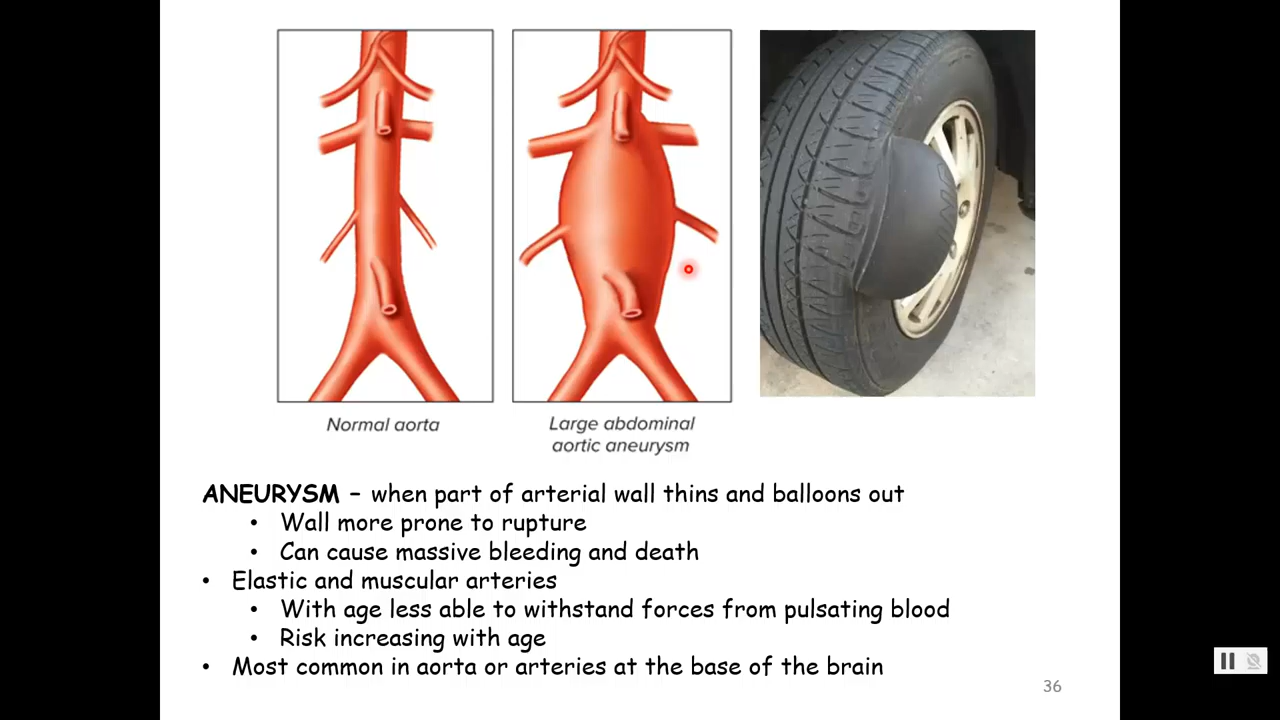 Normal aorta
Large abdominal
aortic aneurysm
ANEURYSM – when part of arterial wall thins and balloons out
• Wall more prone to rupture
• Can cause massive bleeding and death
• Elastic and muscular arteries
• With age less able to withstand forces from pulsating blood
• Risk increasing with age
• Most common in aorta or arteries at the base of the brain
36